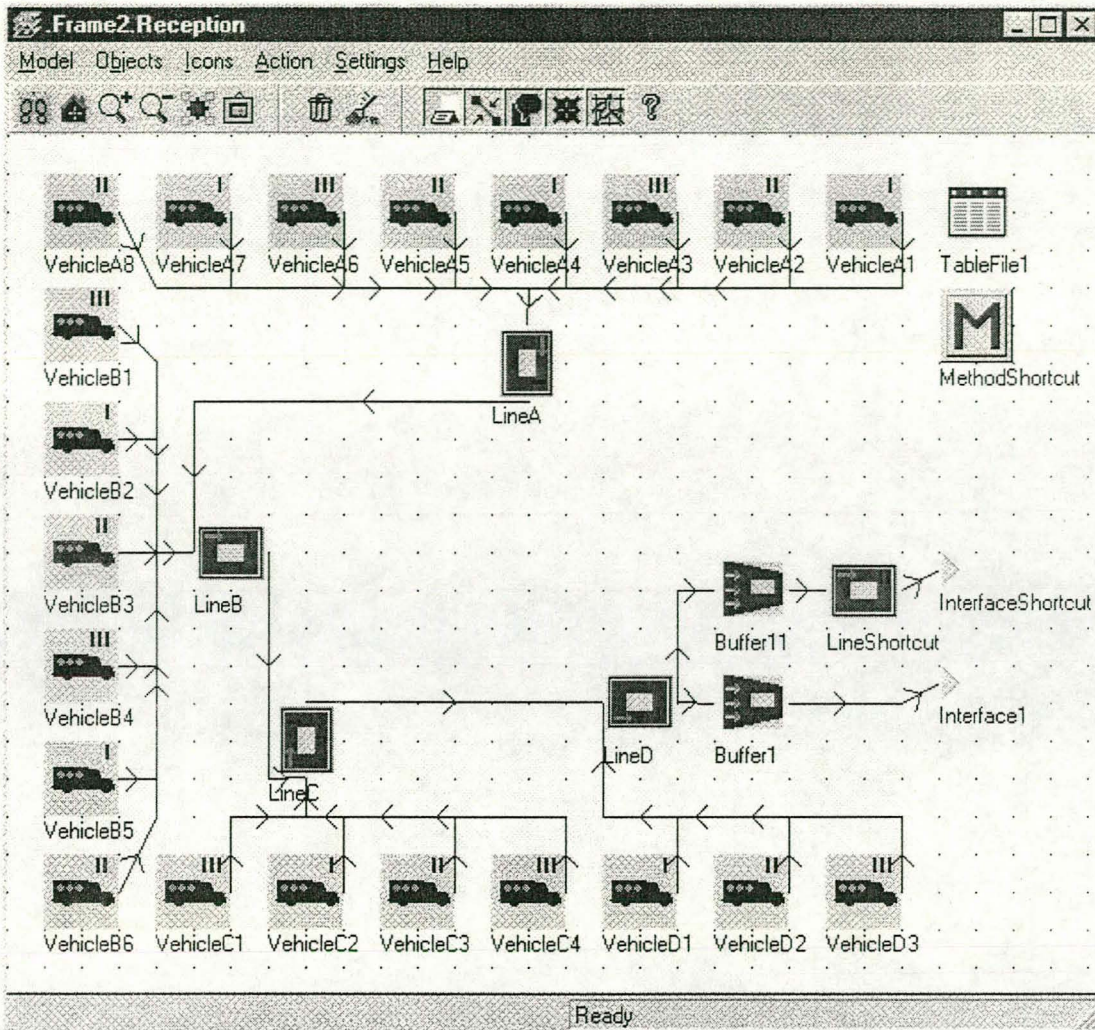 .Frame2.Reception
Model Objects Icons Action Settings Help
II I III II I III II I
VehicleA8 VehicleA7 VehicleA6 VehicleA5 VehicleA4 VehicleA3 VehicleA2 VehicleA1 TableFile1
III
VehicleB1
M
MethodShortcut
LineA
I
VehicleB2
II
VehicleB3
LineB
InterfaceShortcut
Buffer11 LineShortcut
III
VehicleB4
Interface1
LineD Buffer1
LineC
I
VehicleB5
II III I II III I II III
VehicleB6 VehicleC1 VehicleC2 VehicleC3 VehicleC4 VehicleD1 VehicleD2 VehicleD3
Ready